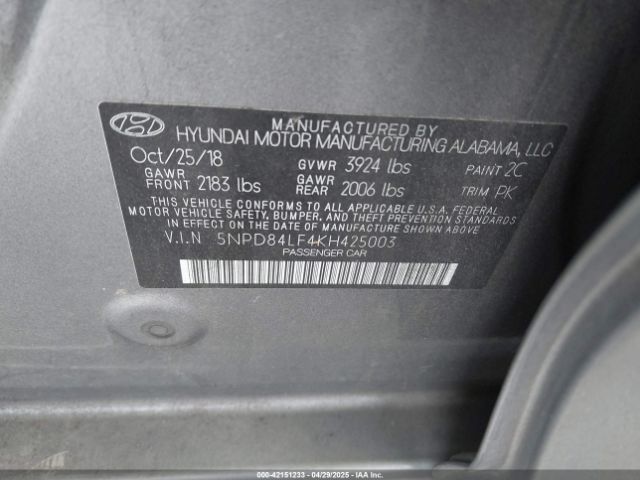 MANUFACTURED BY
HYUNDAI MOTOR MANUFACTURING ALABAMA, LLC
Oct/25/18 GVWR 3924 lbs PAINT 2C
GAWR FRONT 2183 lbs GAWR REAR 2006 lbs TRIM PK
THIS VEHICLE CONFORMS TO ALL APPLICABLE U.S.A. FEDERAL
MOTOR VEHICLE SAFETY, BUMPER, AND THEFT PREVENTION STANDARDS
IN EFFECT ON THE DATE OF MANUFACTURE SHOWN ABOVE.
V.I.N 5NPD84LF4KH425003
PASSENGER CAR
000-42151233 - 04/29/2025 - IAA Inc.